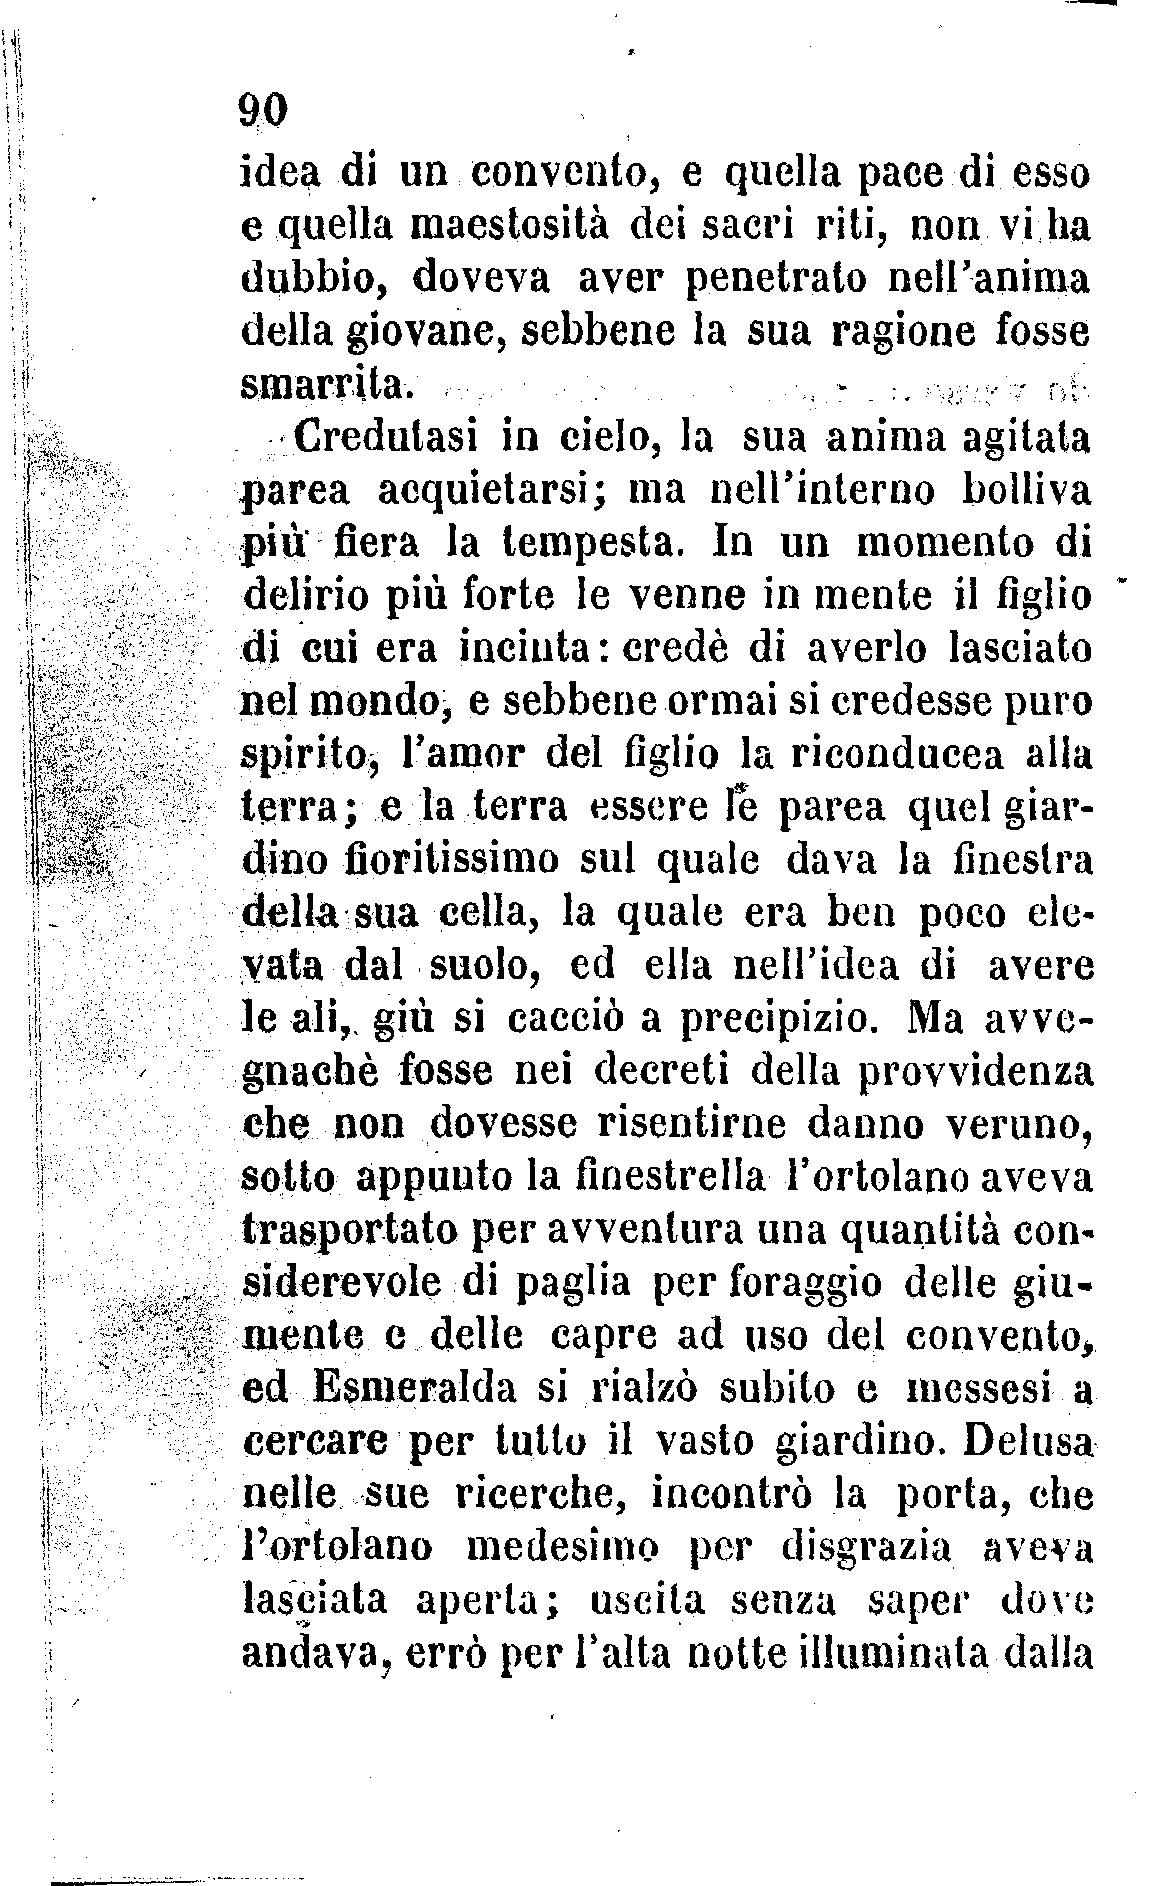 90
idea di un convento, e quella pace di esso
e quella maestosità dei sacri riti, non vi ha
dubbio, doveva aver penetrato nell'anima
della giovane, sebbene la sua ragione fosse
smarrita.
Credutasi in cielo, la sua anima agitata
parea acquietarsi; ma nell'interno bolliva
più fiera la tempesta. In un momento di
delirio più forte le venne in mente il figlio
di cui era incinta: credè di averlo lasciato
nel mondo, e sebbene ormai si credesse puro
spirito, l'amor del figlio la riconducea alla
terra; e la terra essere le parea quel giar-
dino fioritissimo sul quale dava la finestra
della sua cella, la quale era ben poco ele-
vata dal suolo, ed ella nell'idea di avere
le ali, giù si cacciò a precipizio. Ma avve-
gnachè fosse nei decreti della provvidenza
che non dovesse risentirne danno veruno,
sotto appunto la finestrella l'ortolano aveva
trasportato per avventura una quantità con-
siderevole di paglia per foraggio delle giu-
mente e delle capre ad uso del convento,
ed Esmeralda si rialzò subito e messesi a
cercare per tutto il vasto giardino. Delusa
nelle sue ricerche, incontrò la porta, che
l'ortolano medesimo per disgrazia aveva
lasciata aperta; uscita senza saper dove
andava, errò per l'alta notte illuminata dalla